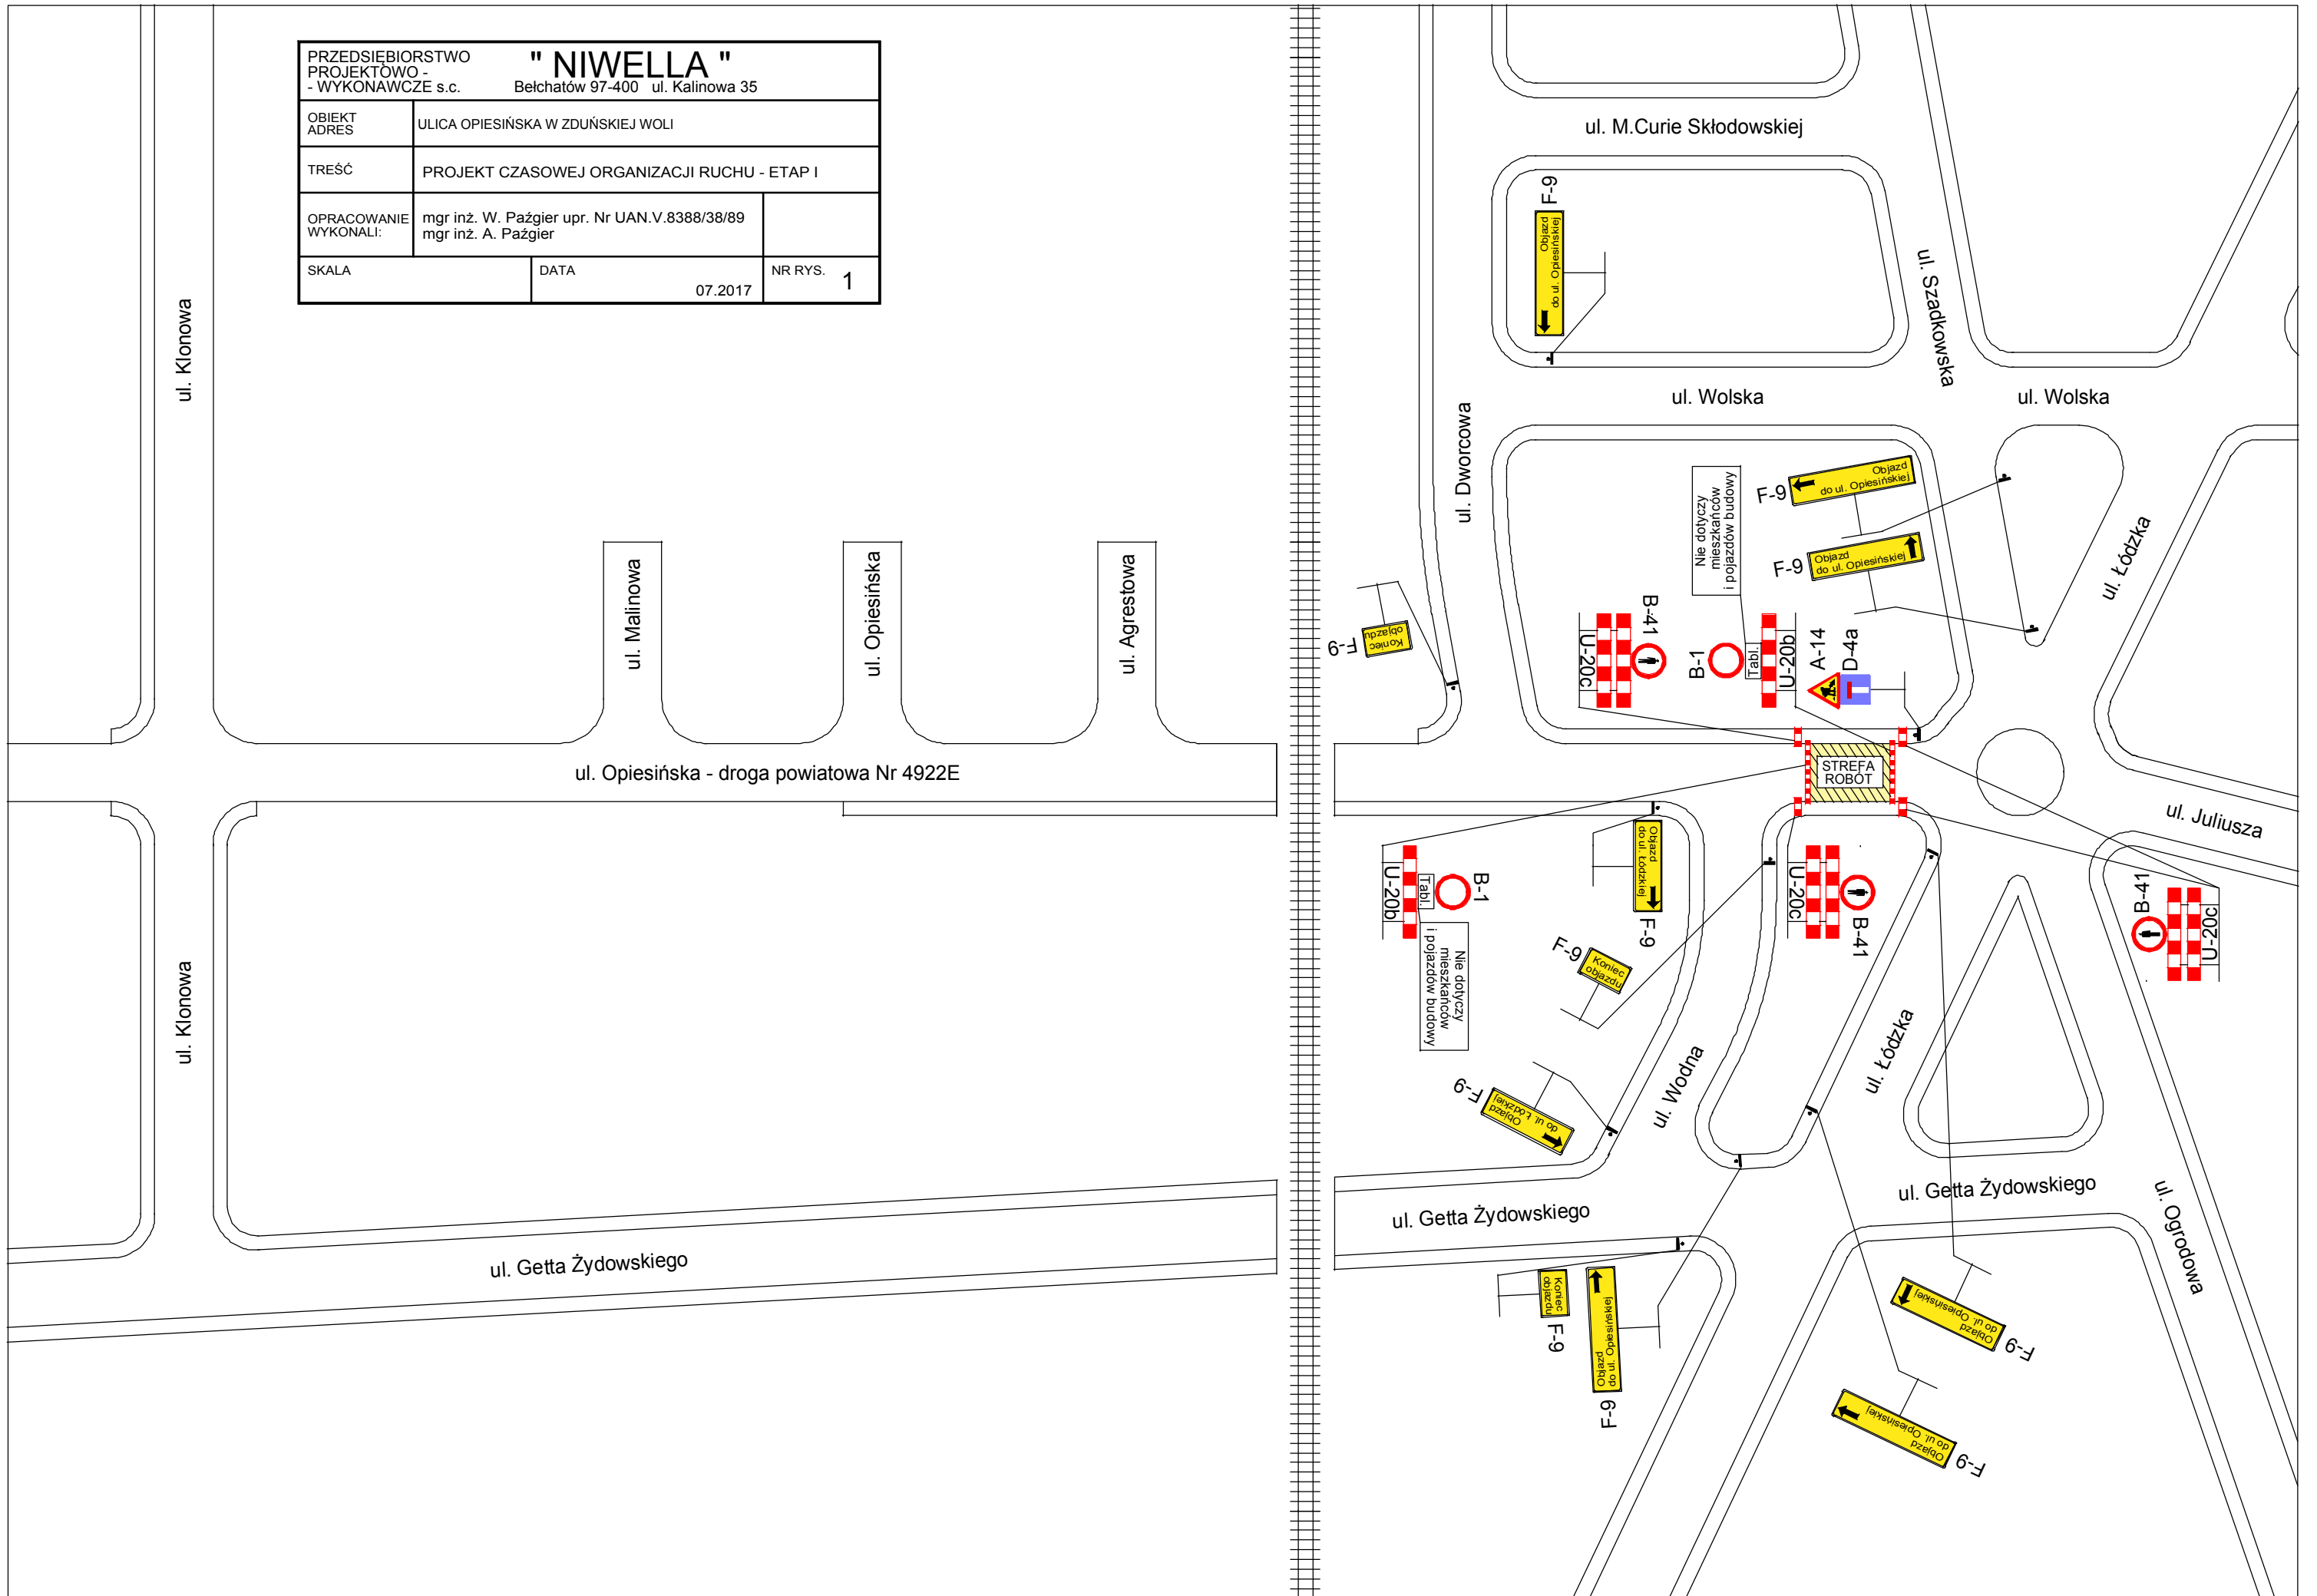 PRZEDSIĘBIORSTWO
PROJEKTOWO -
- WYKONAWCZE s.c.
" NIWELLA "
Bełchatów 97-400 ul. Kalinowa 35
OBIEKT
ADRES
ULICA OPIESIŃSKA W ZDUŃSKIEJ WOLI
TREŚĆ
PROJEKT CZASOWEJ ORGANIZACJI RUCHU - ETAP I
OPRACOWANIE
WYKONALI:
mgr inż. W. Paźgier upr. Nr UAN.V.8388/38/89
mgr inż. A. Paźgier
SKALA
DATA
07.2017
NR RYS. 1
ul. Klonowa
ul. Malinowa
ul. Opiesińska
ul. Agrestowa
ul. Opiesińska - droga powiatowa Nr 4922E
ul. Klonowa
ul. Getta Żydowskiego
ul. M.Curie Skłodowskiej
F-9
Objazd
do ul. Opiesińskiej
ul. Szadkowska
ul. Wolska
ul. Wolska
ul. Dworcowa
ul. Łódzka
F-9
Objazd
do ul. Opiesińskiej
F-9
Objazd
do ul. Opiesińskiej
Nie dotyczy
mieszkańców
i pojazdów budowy
F-9
Koniec
objazdu
U-20c
B-41
B-1
Tabl.
U-20b
A-14
D-4a
STREFA
ROBÓT
ul. Juliusza
U-20b
Tabl.
B-1
Nie dotyczy
mieszkańców
i pojazdów budowy
Objazd
do ul. Łódzkiej
F-9
F-9
Koniec
objazdu
U-20c
B-41
B-41
U-20c
F-9
Objazd
do ul. Łódzkiej
ul. Wodna
ul. Łódzka
ul. Getta Żydowskiego
ul. Getta Żydowskiego
ul. Ogrodowa
Koniec
objazdu
F-9
Objazd
do ul. Opiesińskiej
F-9
Objazd
do ul. Opiesińskiej
F-9
Objazd
do ul. Opiesińskiej
F-9